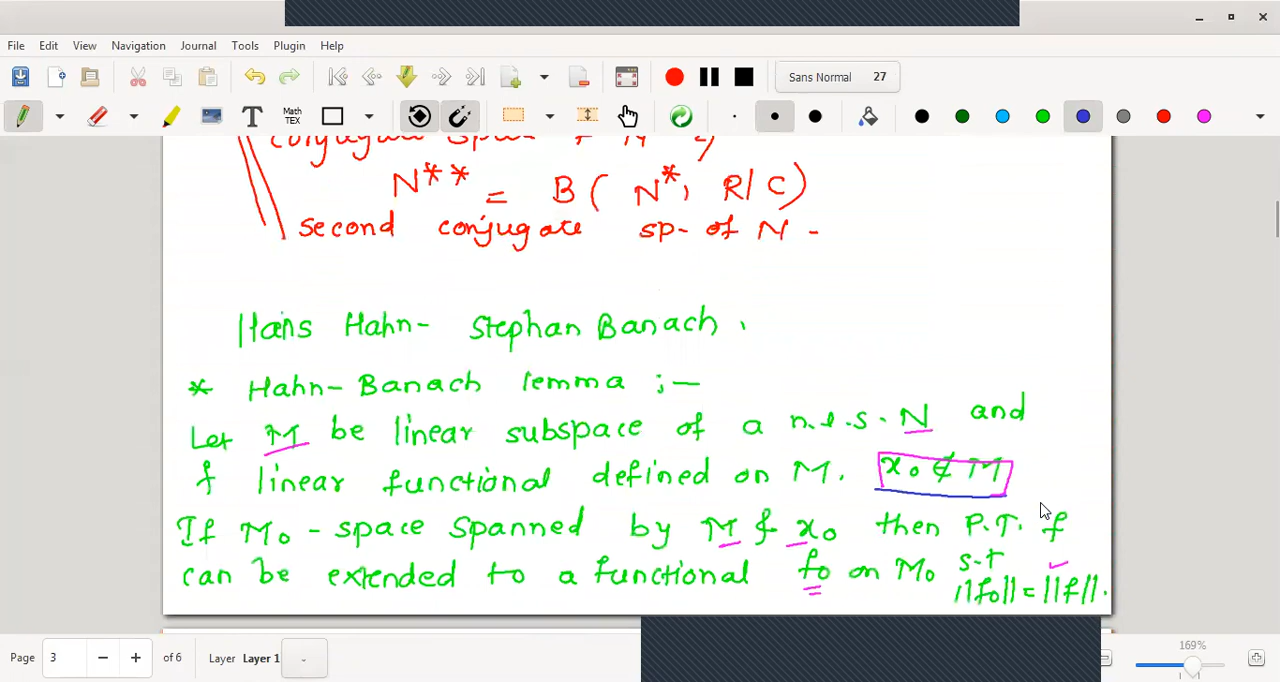 File Edit View Navigation Journal Tools Plugin Help
Sans Normal 27
Math TEX
N** = B ( N*, R/ C)
second conjugate sp- of N -
Hans Hahn- Stephan Banach .
* Hahn-Banach lemma ;-
Let M be linear subspace of a n.l.s. N and
f linear functional defined on M. x0 ∉ M
If M0 - space spanned by M & x0 then P.T. f
can be extended to a functional f0 on M0 s.t ||f0|| = ||f||.
Page 3 of 6 Layer Layer 1 169%